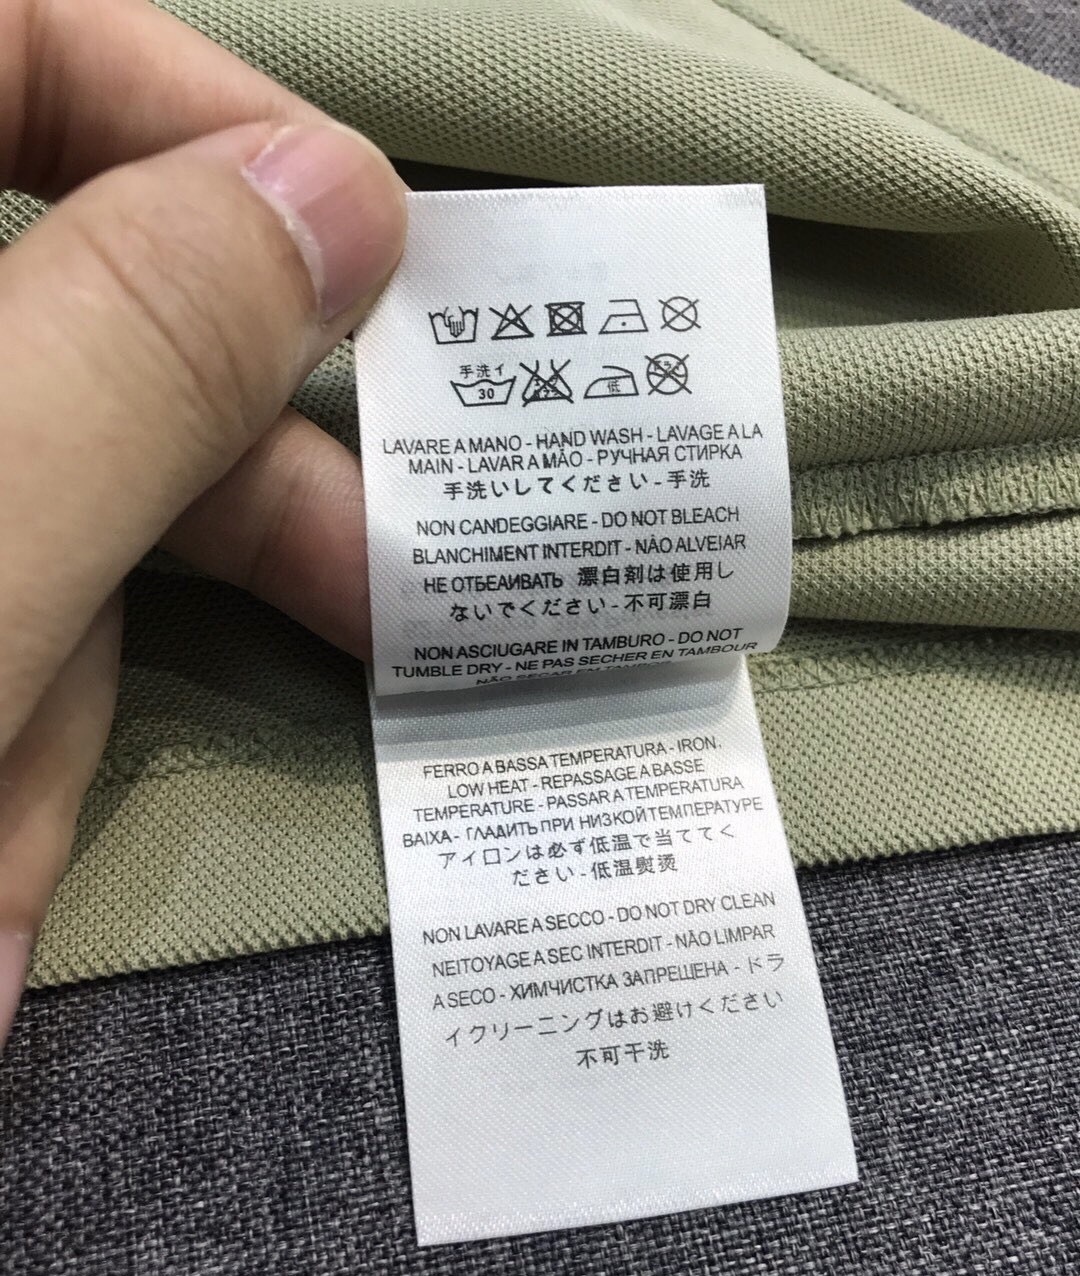 手洗イ
30
低
LAVARE A MANO - HAND WASH - LAVAGE A LA
MAIN - LAVAR A MÃO - РУЧНАЯ СТИРКА
手洗いしてください - 手洗
NON CANDEGGIARE - DO NOT BLEACH
BLANCHIMENT INTERDIT - NÃO ALVEIAR
НЕ ОТБЕАИВАТЬ 漂白剤は使用し
ないでください - 不可漂白
NON ASCIUGARE IN TAMBURO - DO NOT
TUMBLE DRY - NE PAS SECHER EN TAMBOUR
NÃO SECAR EM TAMBOR
FERRO A BASSA TEMPERATURA - IRON.
LOW HEAT - REPASSAGE A BASSE
TEMPERATURE - PASSAR A TEMPERATURA
BAIXA - ГЛАДИТЬ ПРИ НИЗКОЙ ТЕМПЕРАТУРЕ
アイロンは必ず低温で当ててく
ださい - 低温熨烫
NON LAVARE A SECCO - DO NOT DRY CLEAN
NEITOYAGE A SEC INTERDIT - NÃO LIMPAR
A SECO - ХИМЧИСТКА ЗАПРЕЩЕНА - ドラ
イクリーニングはお避けください
不可干洗